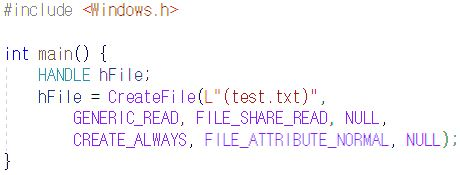 #include <Windows.h>
int main() {
HANDLE hFile;
hFile = CreateFile(L"(test.txt)",
GENERIC_READ, FILE_SHARE_READ, NULL,
CREATE_ALWAYS, FILE_ATTRIBUTE_NORMAL, NULL);
}